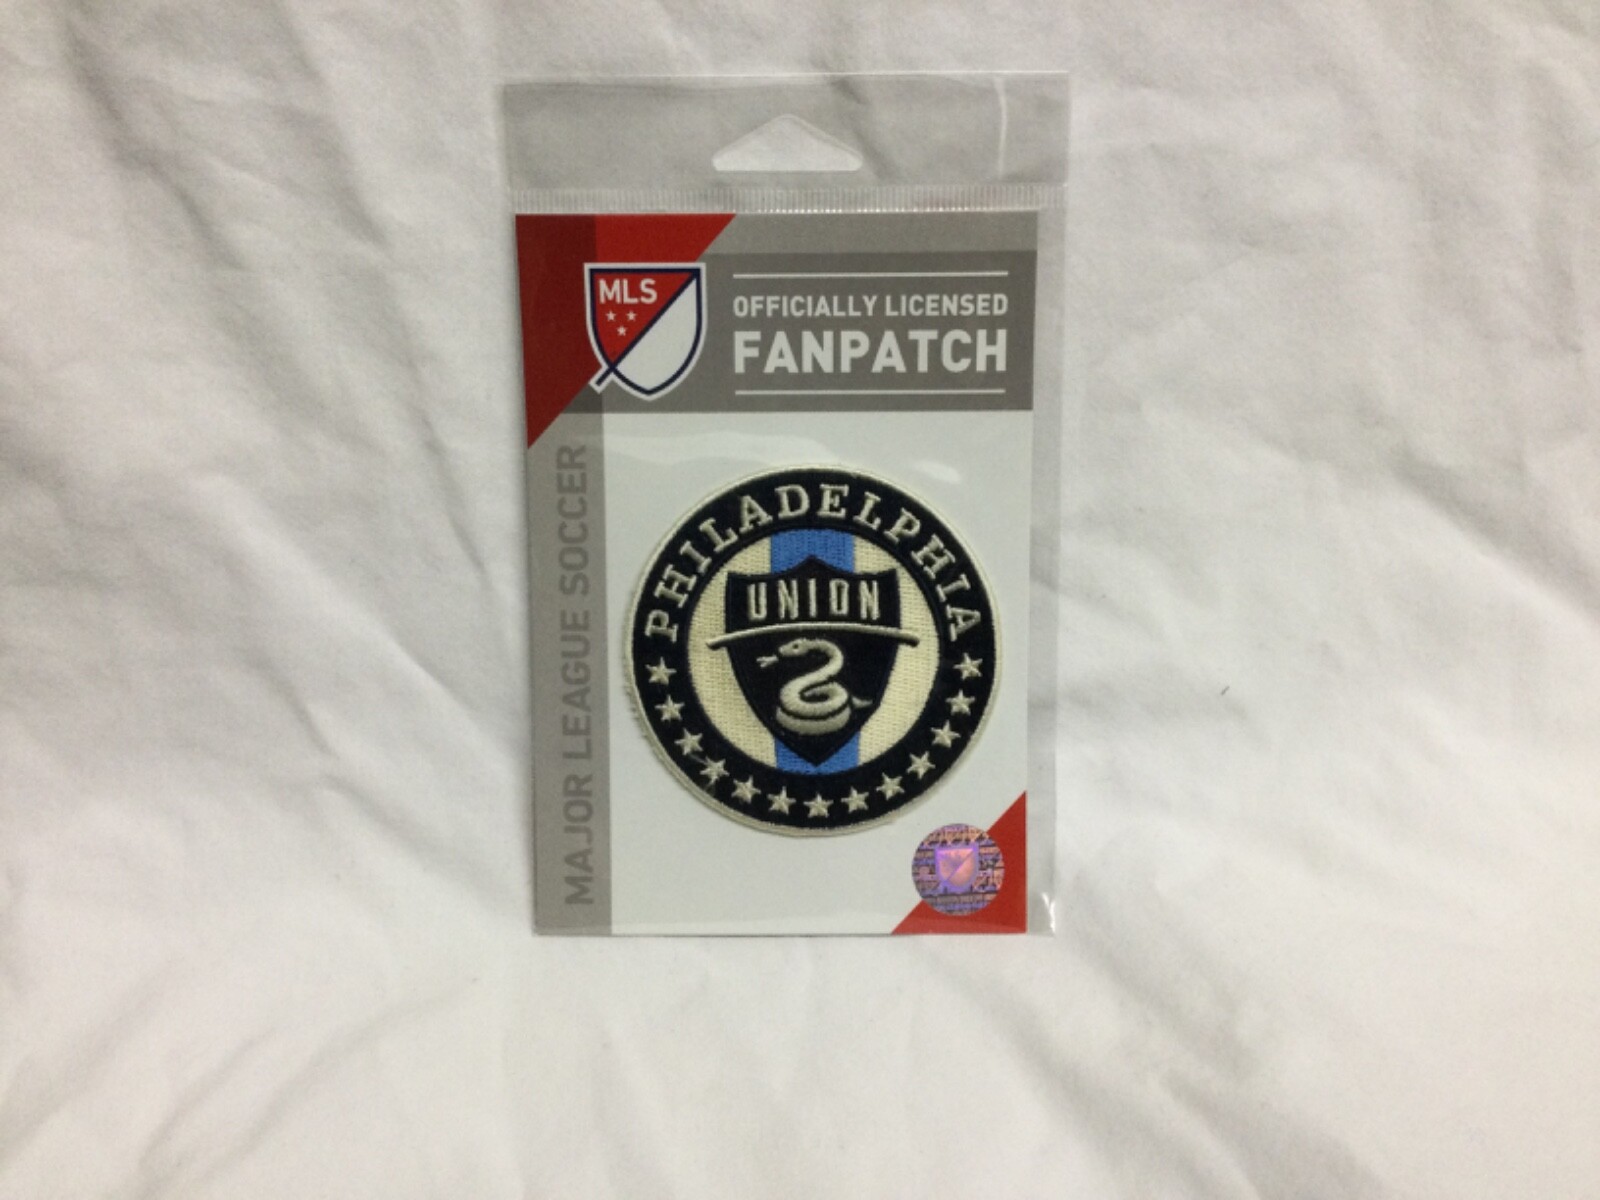 MLS
OFFICIALLY LICENSED
FANPATCH
MAJOR LEAGUE SOCCER
PHILADELPHIA
UNION